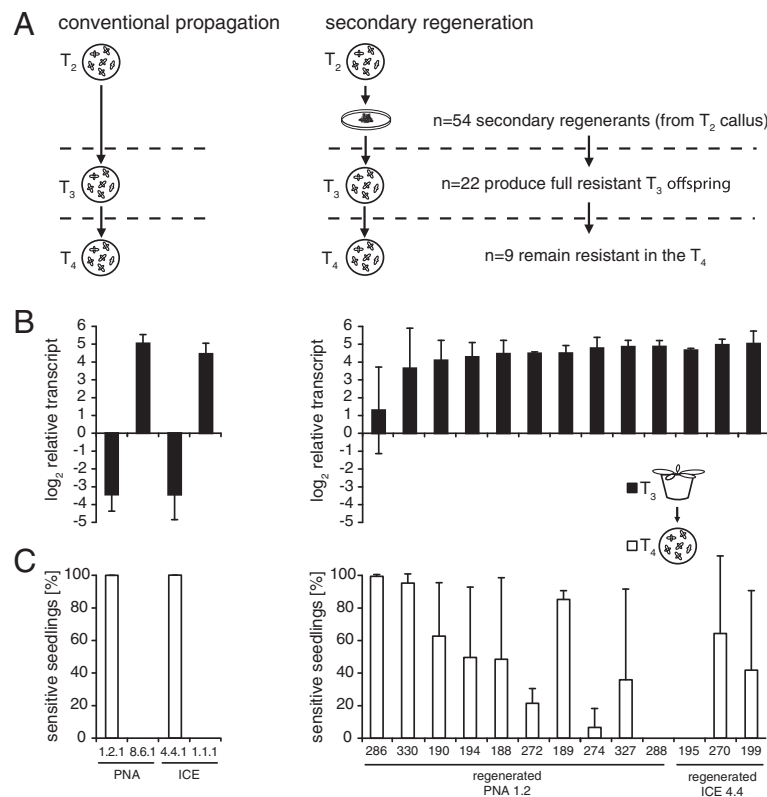 A conventional propagation secondary regeneration
T2 T2
n=54 secondary regenerants (from T2 callus)
T3 T3 n=22 produce full resistant T3 offspring
T4 T4 n=9 remain resistant in the T4
B
log2 relative transcript
6
5
4
3
2
1
0
-1
-2
-3
-4
-5
log2 relative transcript
6
5
4
3
2
1
0
-1
-2
-3
-4
-5
T3
T4
C
sensitive seedlings [%]
100
80
60
40
20
0
1.2.1 8.6.1 4.4.1 1.1.1
PNA ICE
sensitive seedlings [%]
100
80
60
40
20
0
286 330 190 194 188 272 189 274 327 288 195 270 199
regenerated PNA 1.2
regenerated ICE 4.4